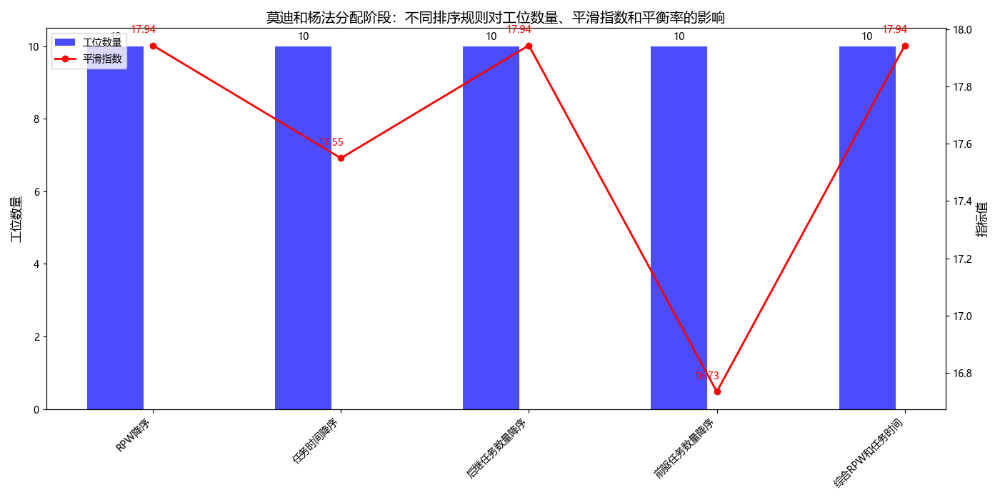 莫迪和杨法分配阶段：不同排序规则对工位数量、平滑指数和平衡率的影响
工位数量
平滑指数
10
10
10
10
10
17.94
17.55
17.94
16.73
17.94
工位数量
10
8
6
4
2
0
指标值
18.0
17.8
17.6
17.4
17.2
17.0
16.8
RPW降序
任务时间降序
后继任务数量降序
前驱任务数量降序
综合RPW和任务时间